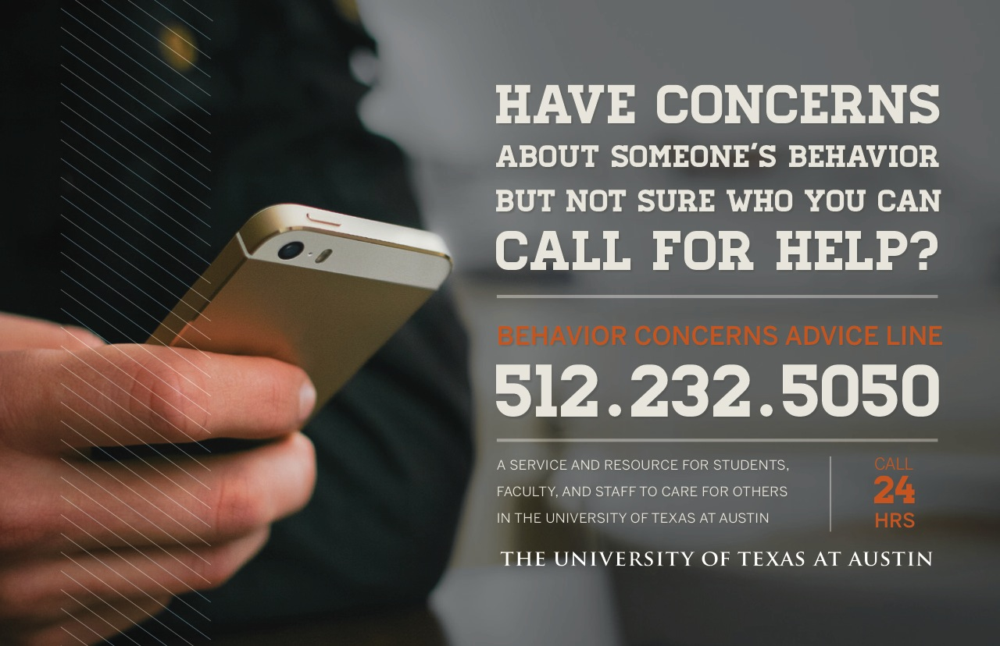 HAVE CONCERNS
ABOUT SOMEONE'S BEHAVIOR
BUT NOT SURE WHO YOU CAN
CALL FOR HELP?
BEHAVIOR CONCERNS ADVICE LINE
512.232.5050
A SERVICE AND RESOURCE FOR STUDENTS,
FACULTY, AND STAFF TO CARE FOR OTHERS
IN THE UNIVERSITY OF TEXAS AT AUSTIN
CALL
24
HRS
THE UNIVERSITY OF TEXAS AT AUSTIN